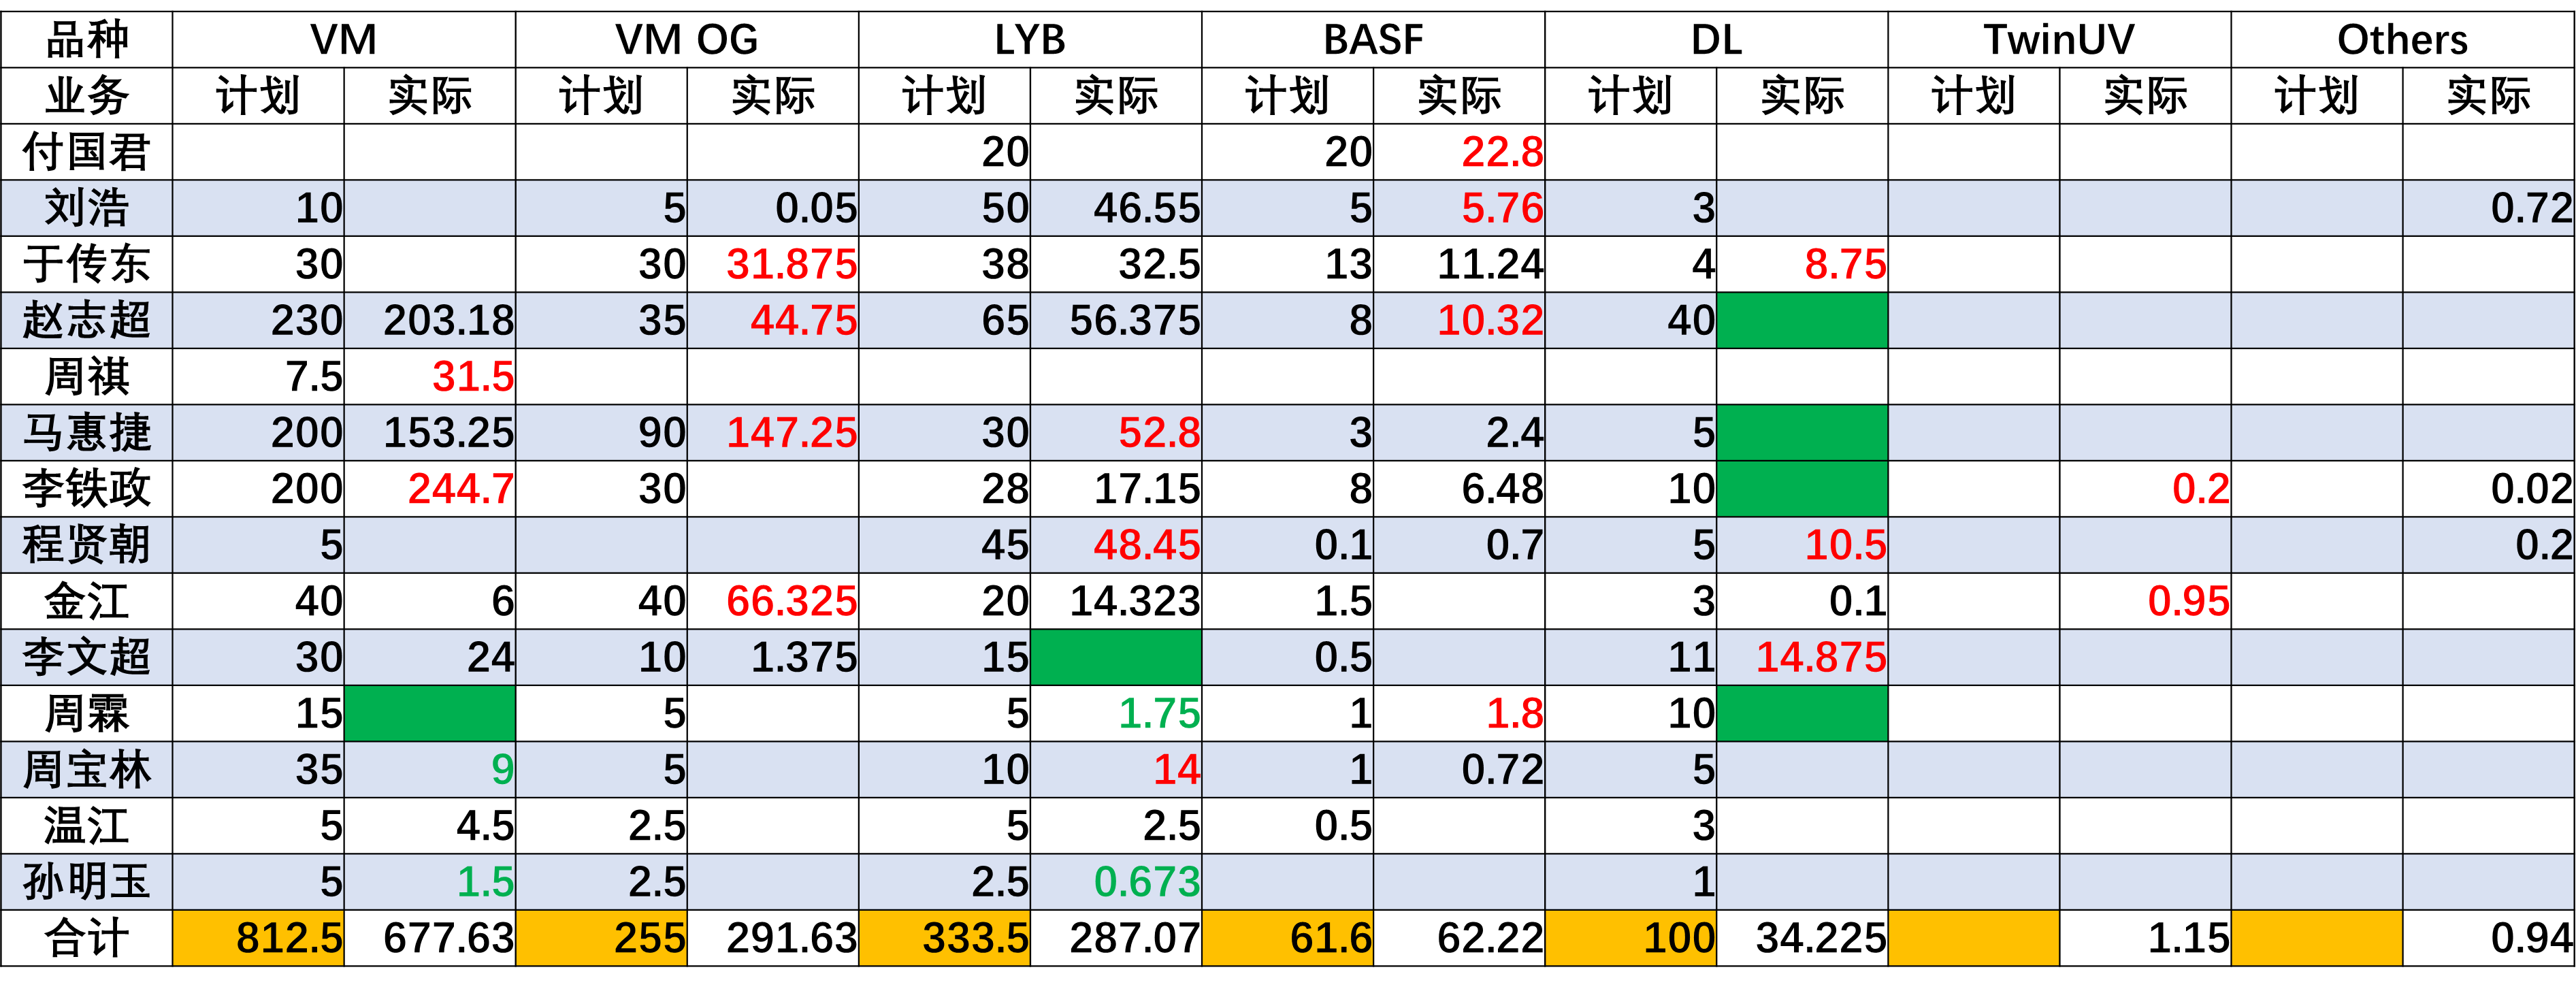 品种 VM VM OG LYB BASF DL TwinUV Others
业务 计划 实际 计划 实际 计划 实际 计划 实际 计划 实际 计划 实际 计划 实际
付国君 20 20 22.8
刘浩 10 5 0.05 50 46.55 5 5.76 3 0.72
于传东 30 30 31.875 38 32.5 13 11.24 4 8.75
赵志超 230 203.18 35 44.75 65 56.375 8 10.32 40
周祺 7.5 31.5
马惠捷 200 153.25 90 147.25 30 52.8 3 2.4 5
李铁政 200 244.7 30 28 17.15 8 6.48 10 0.2 0.02
程贤朝 5 45 48.45 0.1 0.7 5 10.5 0.2
金江 40 6 40 66.325 20 14.323 1.5 3 0.1 0.95
李文超 30 24 10 1.375 15 0.5 11 14.875
周霖 15 5 5 1.75 1 1.8 10
周宝林 35 9 5 10 14 1 0.72 5
温江 5 4.5 2.5 5 2.5 0.5 3
孙明玉 5 1.5 2.5 2.5 0.673 1
合计 812.5 677.63 255 291.63 333.5 287.07 61.6 62.22 100 34.225 1.15 0.94